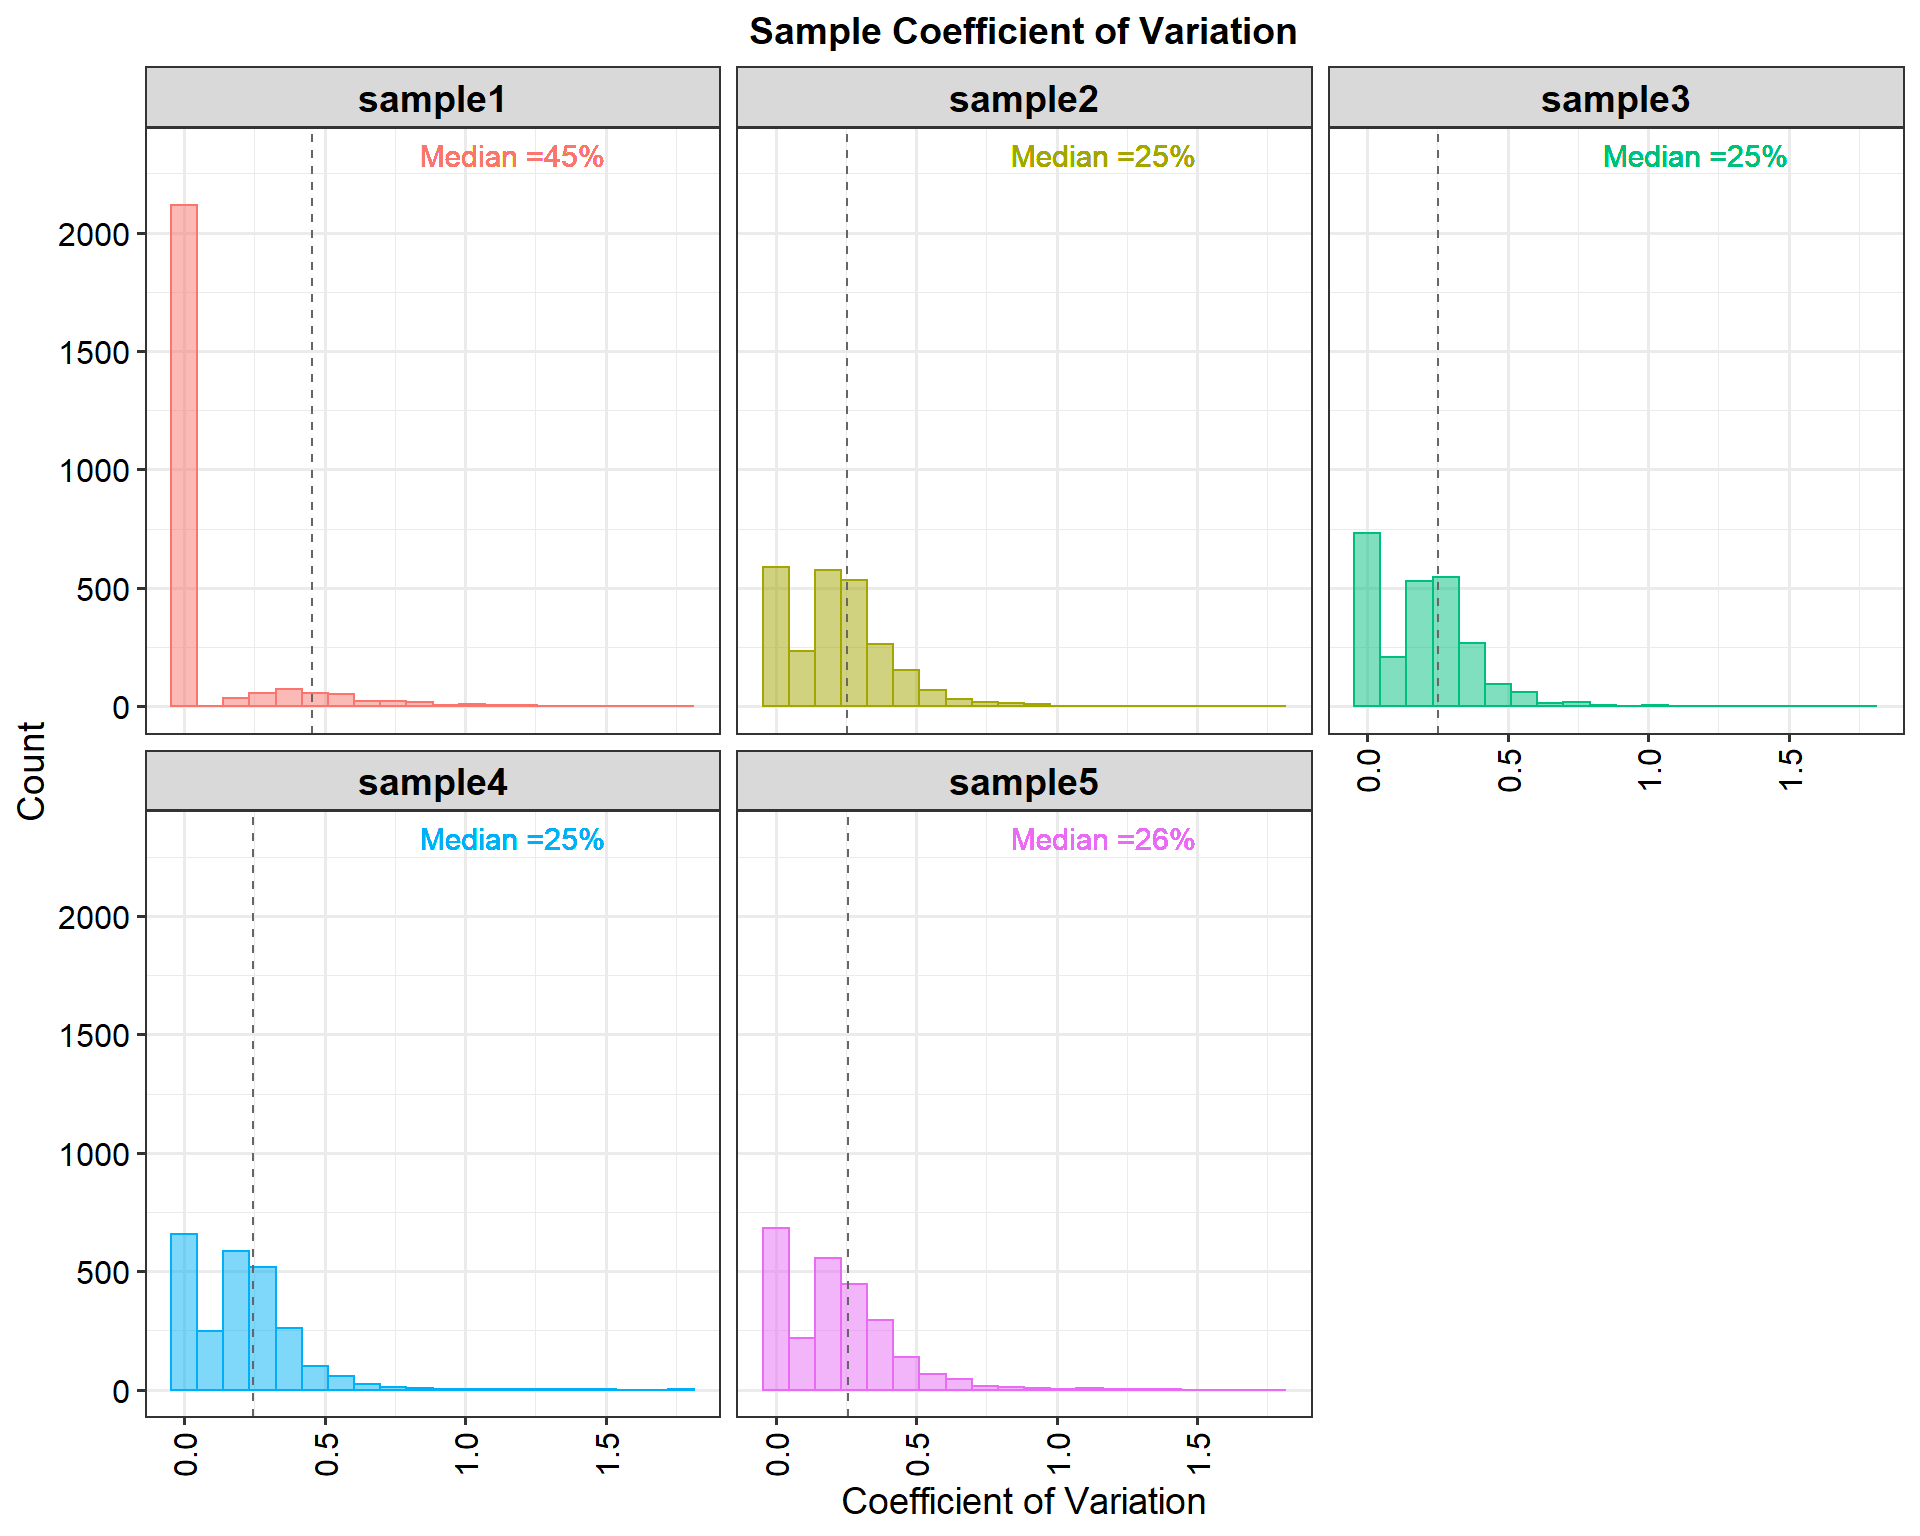 Sample Coefficient of Variation
sample1
sample2
sample3
Median =45%
Median =25%
Median =25%
2000
1500
1000
500
0
0.0
0.5
1.0
1.5
Count
sample4
sample5
Median =25%
Median =26%
2000
1500
1000
500
0
0.0
0.5
1.0
1.5
0.0
0.5
1.0
1.5
Coefficient of Variation